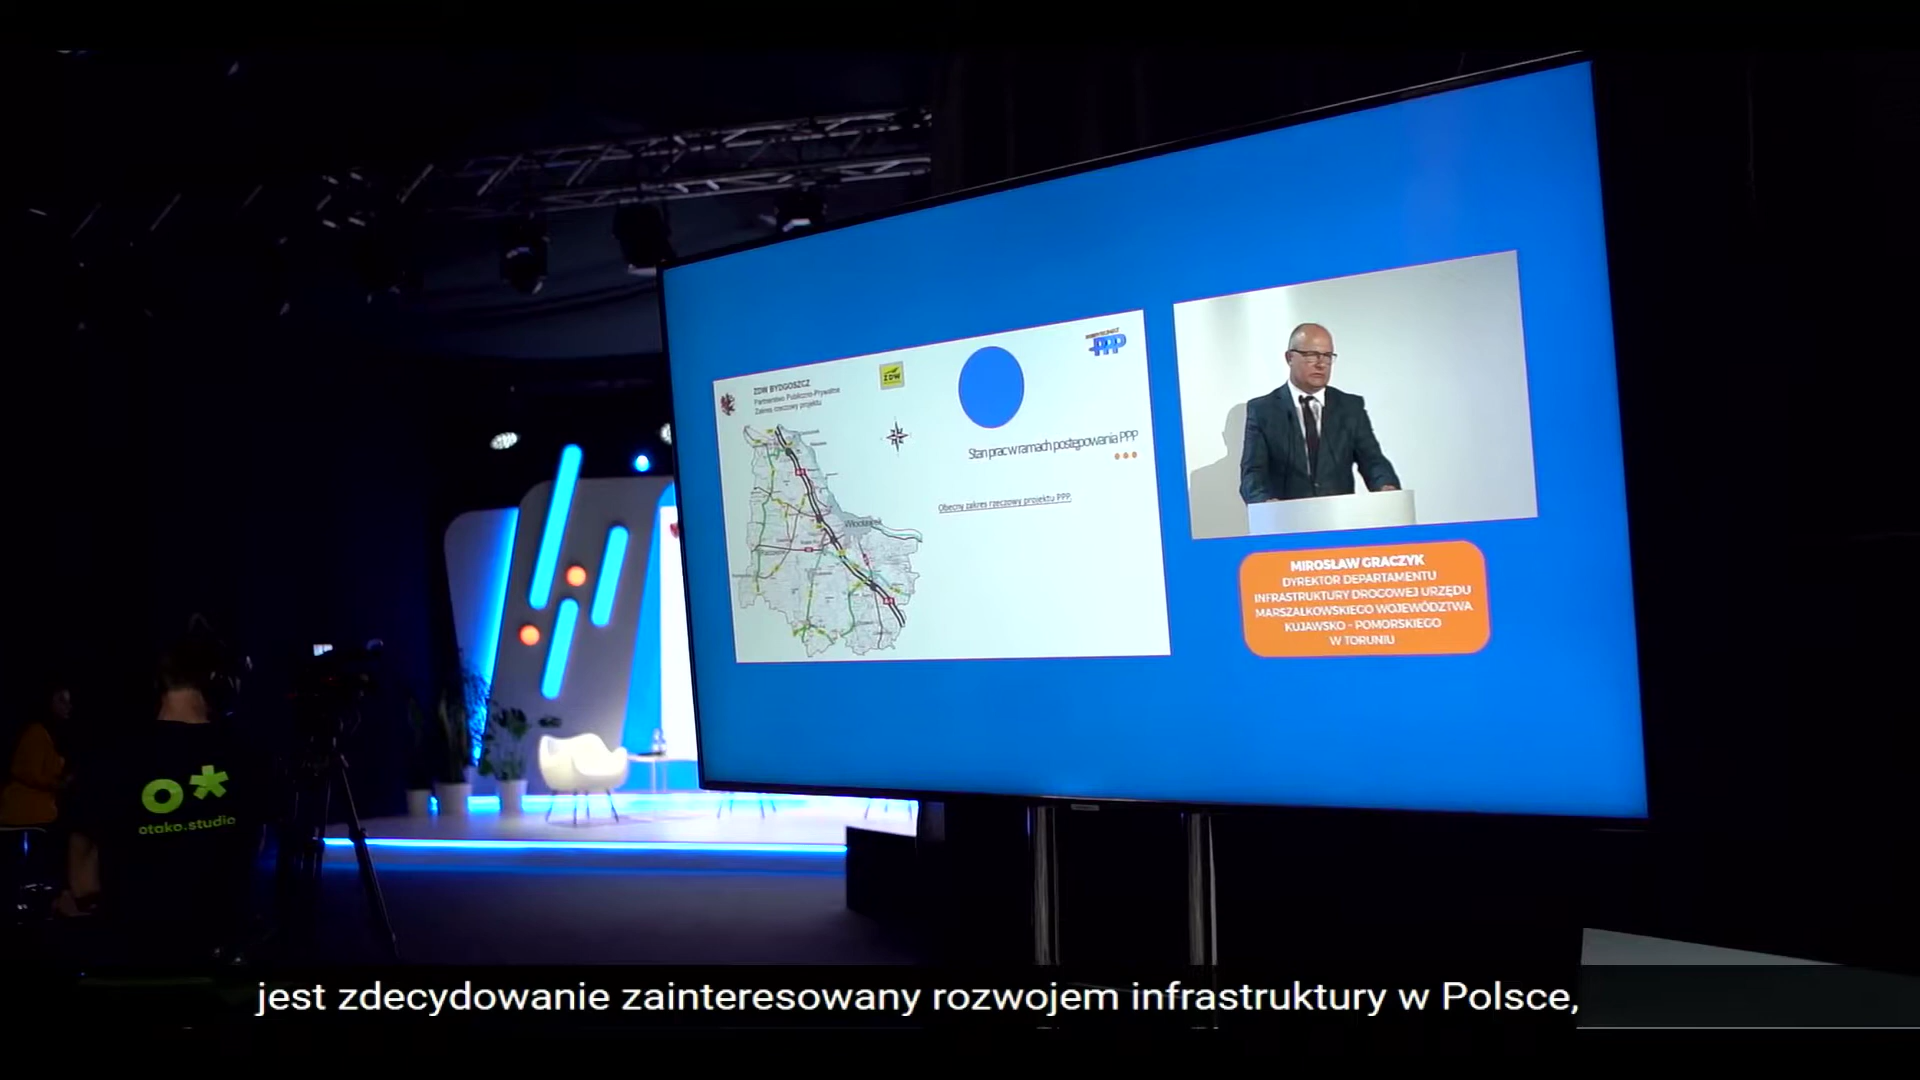 ZDW BYDGOSZCZ
Partnerstwo Publiczno-Prywatne
Zakres rzeczowy projektu
ZDW
PPP
Stan prac w ramach postępowania PPP
Obecny zakres rzeczowy projektu PPP
Włocławek
MIROSŁAW GRACZYK
DYREKTOR DEPARTAMENTU
INFRASTRUKTURY DROGOWEJ URZĘDU
MARSZAŁKOWSKIEGO WOJEWÓDZTWA
KUJAWSKO - POMORSKIEGO
W TORUNIU
o*
otako.studio
jest zdecydowanie zainteresowany rozwojem infrastruktury w Polsce,